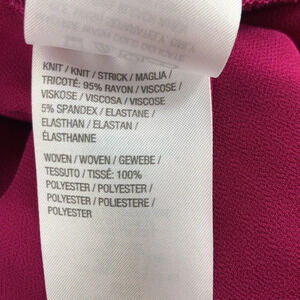 KNIT / KNIT / STRICK / MAGLIA /
TRICOTÉ: 95% RAYON / VISCOSE /
VISKOSE / VISCOSA / VISCOSE
5% SPANDEX / ELASTANE /
ELASTHAN / ELASTAN /
ÉLASTHANNE
WOVEN / WOVEN / GEWEBE /
TESSUTO / TISSÉ: 100%
POLYESTER / POLYESTER /
POLYESTER / POLIESTERE /
POLYESTER